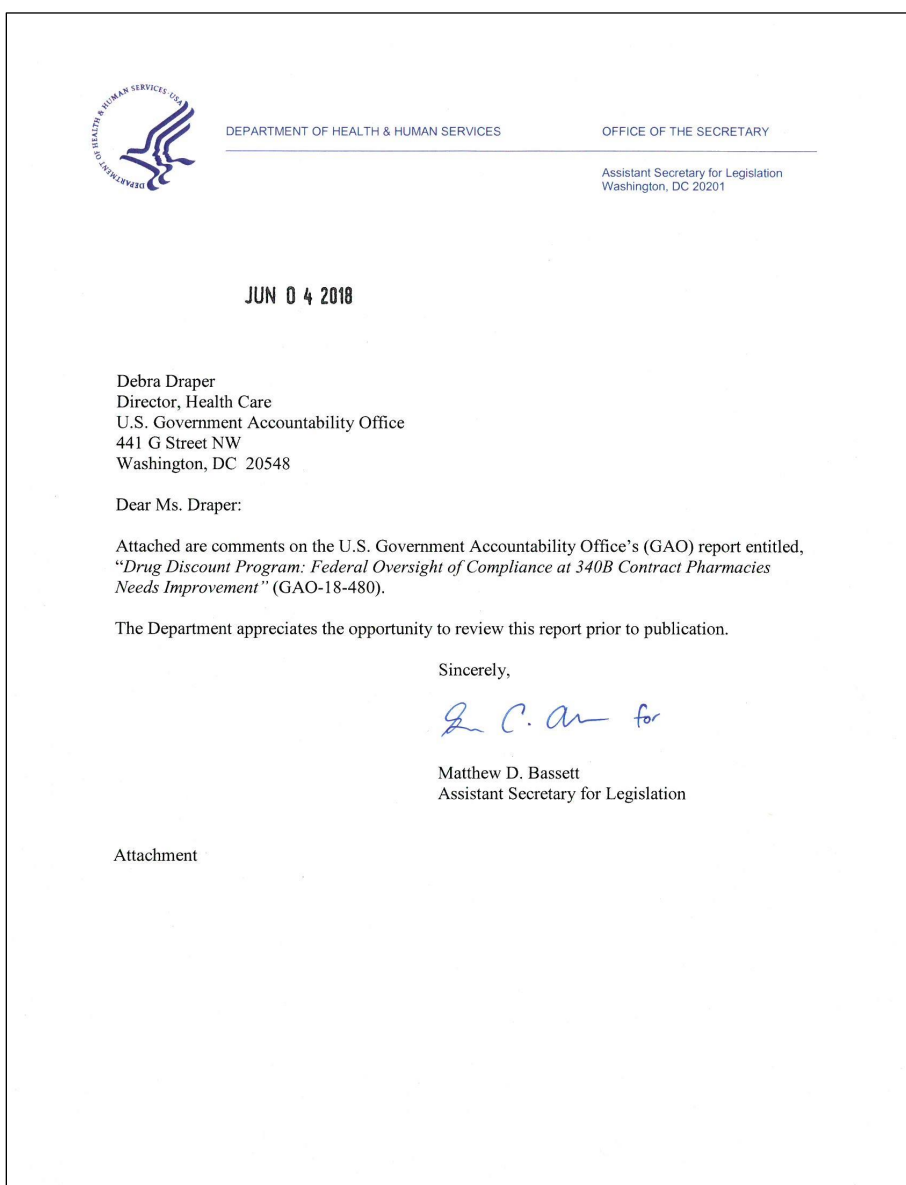 DEPARTMENT OF HEALTH & HUMAN SERVICES·USA
DEPARTMENT OF HEALTH & HUMAN SERVICES
OFFICE OF THE SECRETARY
Assistant Secretary for Legislation
Washington, DC 20201
JUN 04 2018
Debra Draper
Director, Health Care
U.S. Government Accountability Office
441 G Street NW
Washington, DC 20548
Dear Ms. Draper:
Attached are comments on the U.S. Government Accountability Office's (GAO) report entitled,
"Drug Discount Program: Federal Oversight of Compliance at 340B Contract Pharmacies
Needs Improvement" (GAO-18-480).
The Department appreciates the opportunity to review this report prior to publication.
Sincerely,
for
Matthew D. Bassett
Assistant Secretary for Legislation
Attachment